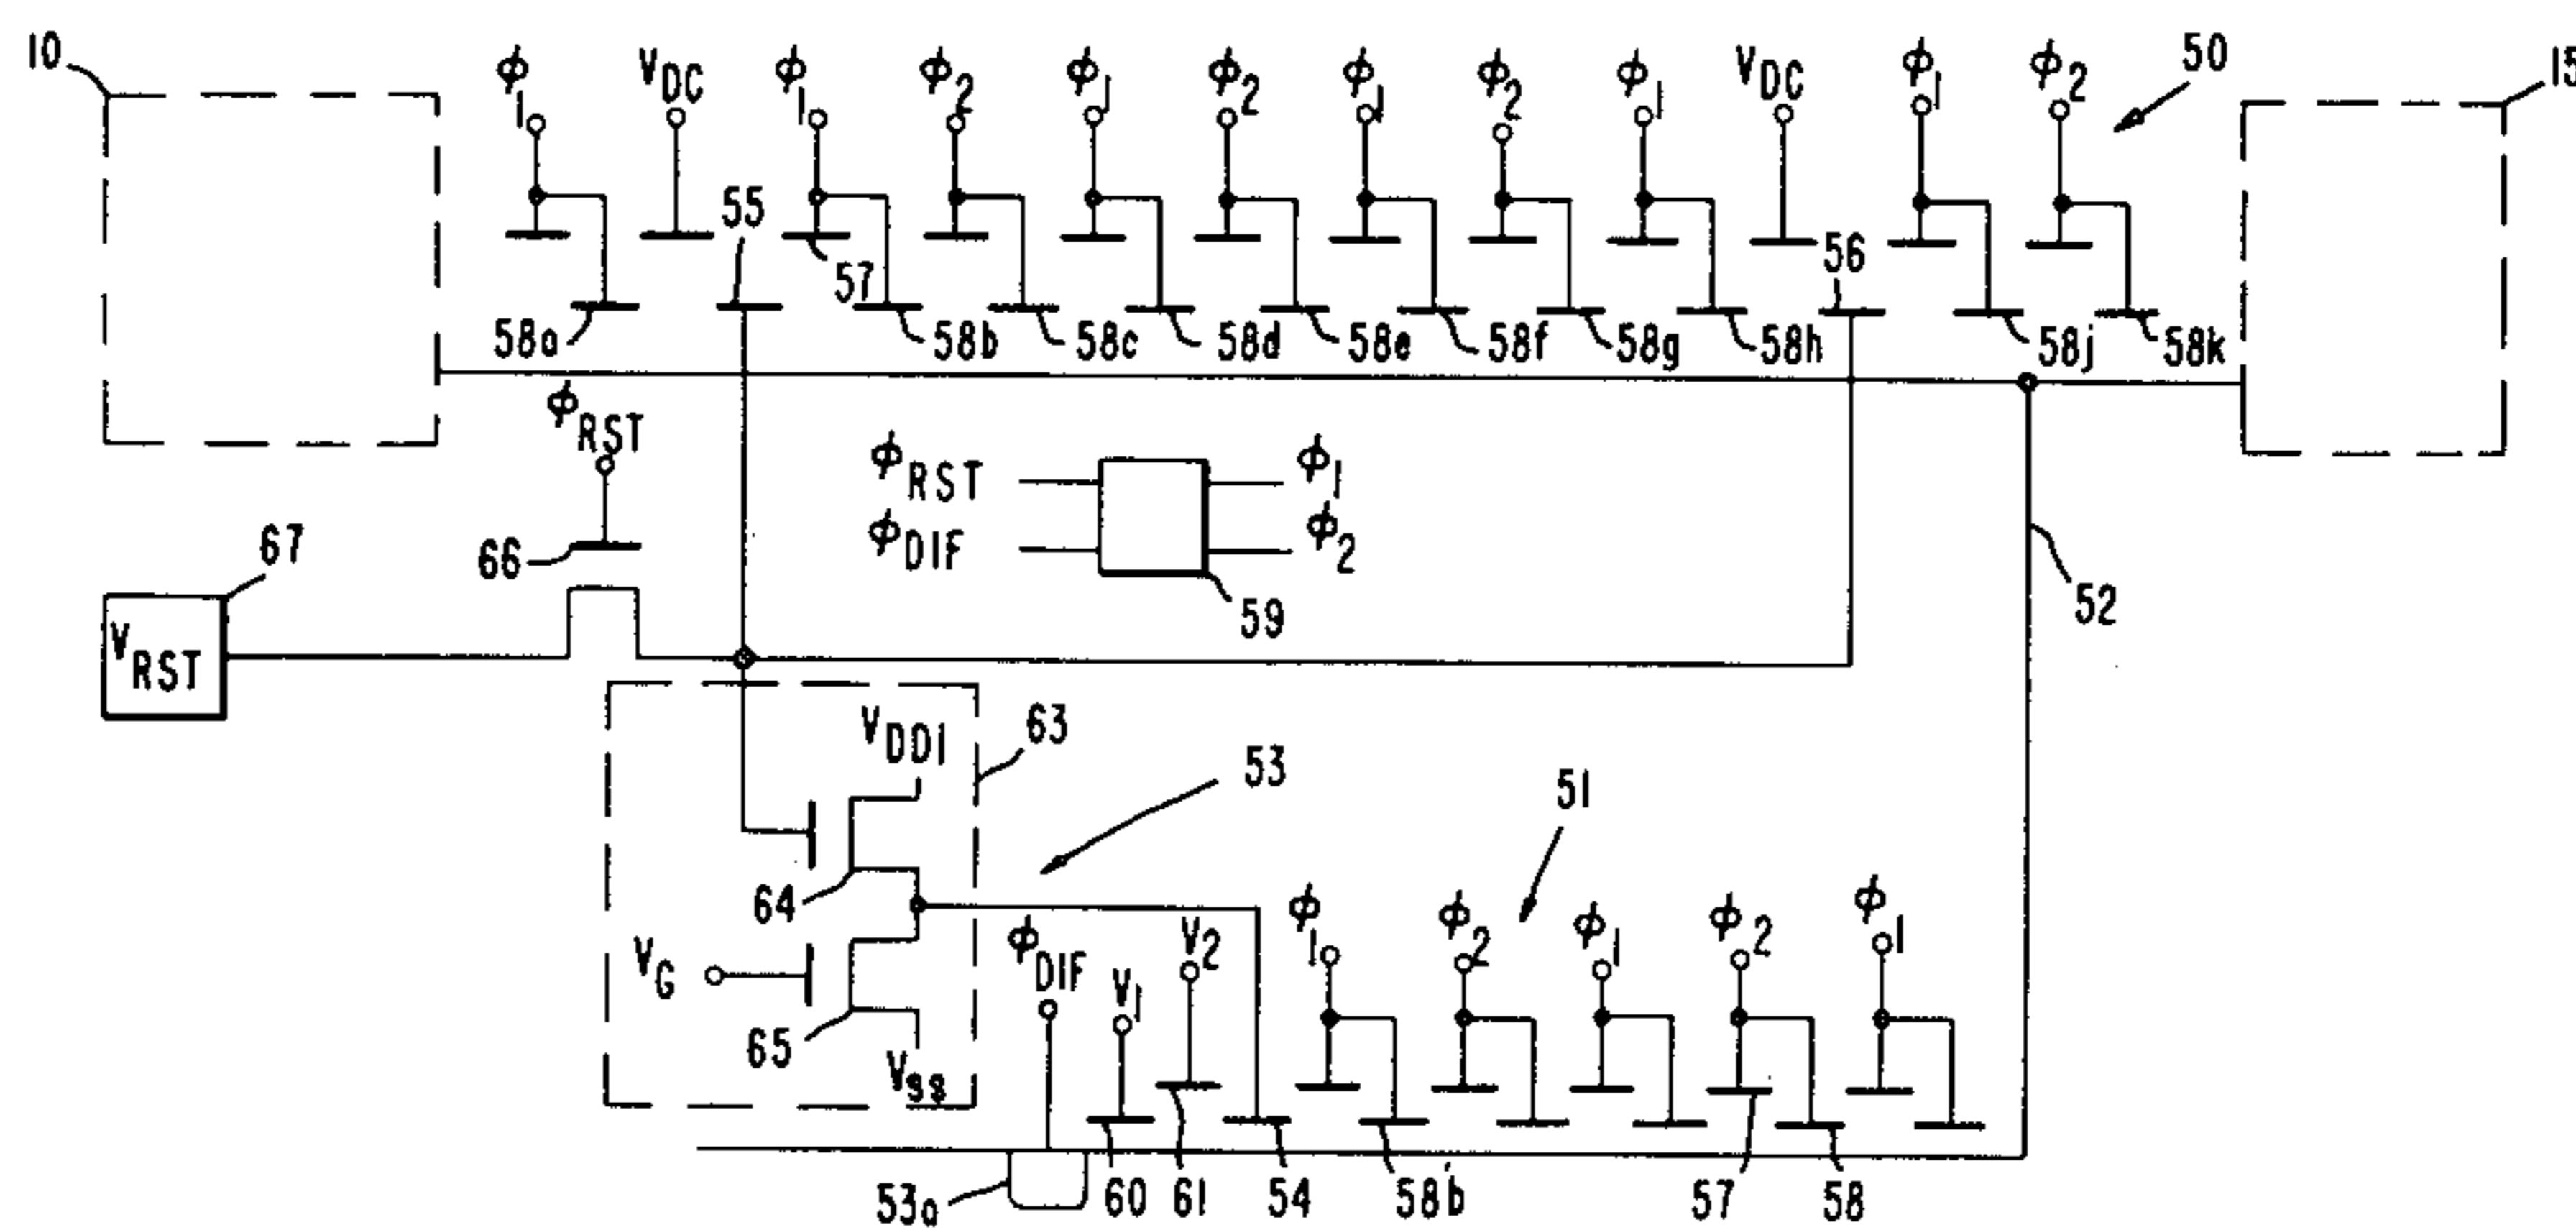 10 ϕ1 VDC ϕ1 ϕ2 ϕ1 ϕ2 ϕ1 ϕ2 ϕ1 VDC ϕ1 ϕ2 50 15
55 57 56
58a 58b 58c 58d 58e 58f 58g 58h 58j 58k
ϕRST
ϕRST ϕ1
ϕDIF ϕ2
66 67 59 52
VRST
VDD1 63
53 51
64
VG ϕDIF V1 V2 ϕ1 ϕ2 ϕ1 ϕ2 ϕ1
65
Vss
53a 60 61 54 58b 57 58